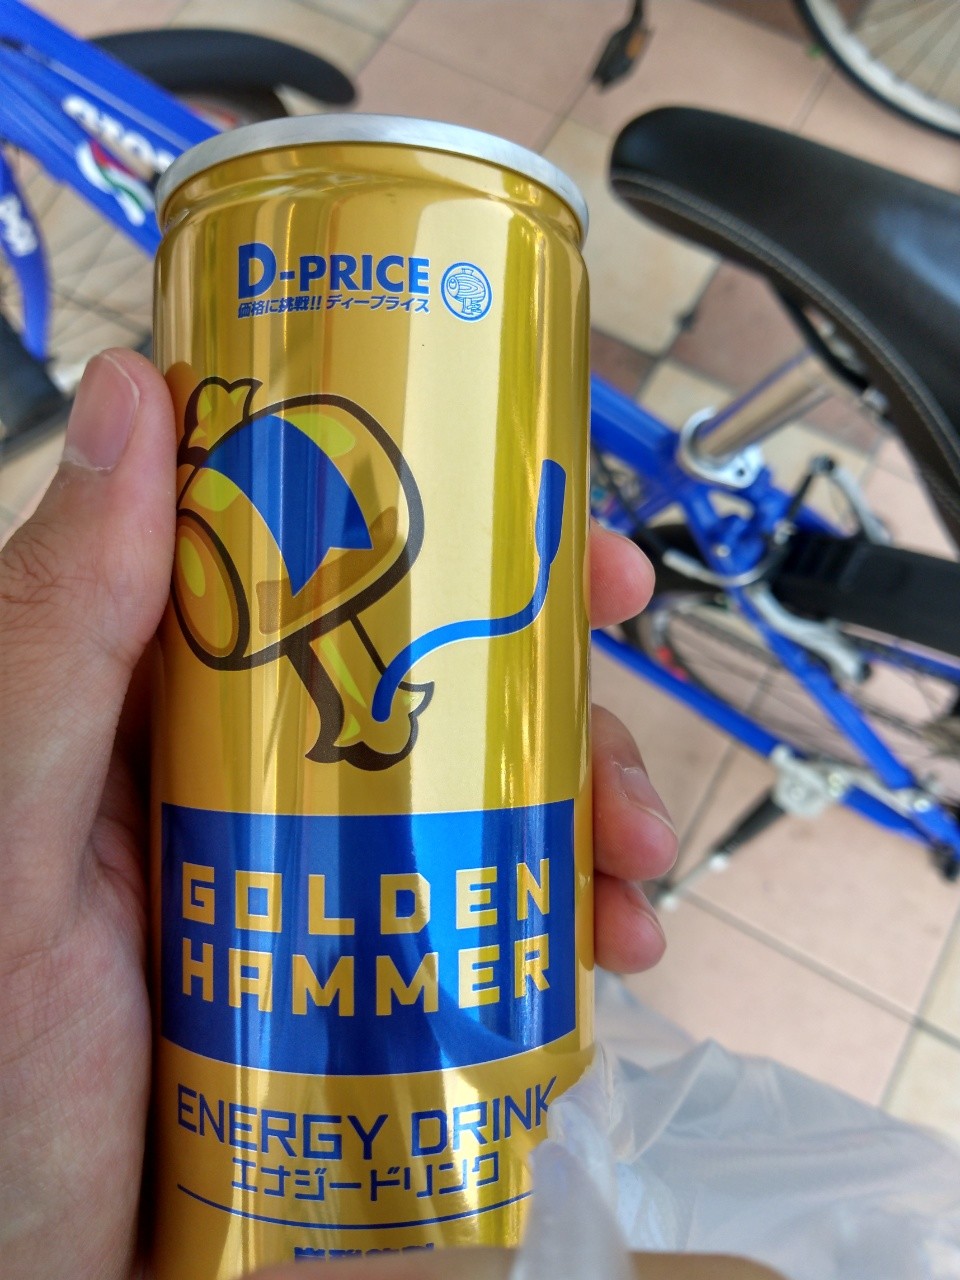 D-PRICE
価格に挑戦!! ディープライス
GOLDEN
HAMMER
ENERGY DRINK
エナジードリンク